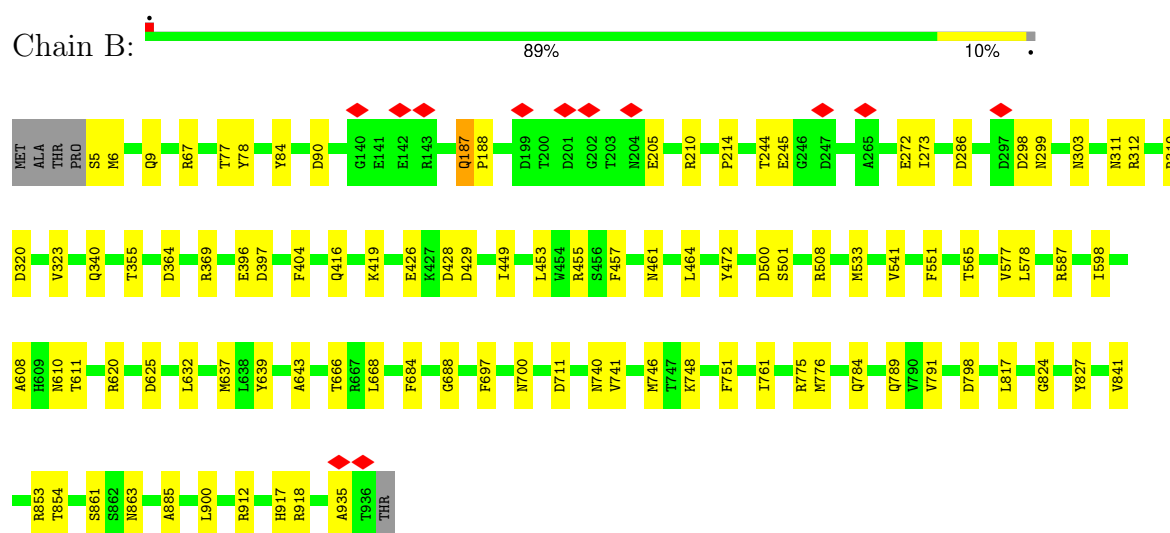 Chain B:
89%
10%
MET ALA THR PRO S5 M6 Q9 R67 T77 Y78 Y84 D90 G140 E141 E142 R143 Q187 P188 D199 T200 D201 G202 T203 N204 E205 R210 P214 T244 E245 G246 D247 A265 E272 I273 D286 D297 D298 N299 N303 N311 R312
D320 V323 Q340 T355 D364 R369 E396 D397 F404 Q416 K419 E426 K427 D428 D429 I449 L453 W454 R455 S456 F457 N461 L464 Y472 D500 S501 R508 M533 V541 F551 T565 V577 L578 R587 I598
A608 H609 N610 T611 R620 D625 L632 M637 L638 Y639 A643 T666 R667 L668 F684 G688 F697 N700 D711 N740 V741 M746 T747 K748 F751 I761 R775 M776 Q784 Q789 V790 V791 D798 L817 G824 Y827 V841
R853 T854 S861 S862 N863 A885 L900 R912 H917 R918 A935 T936 THR